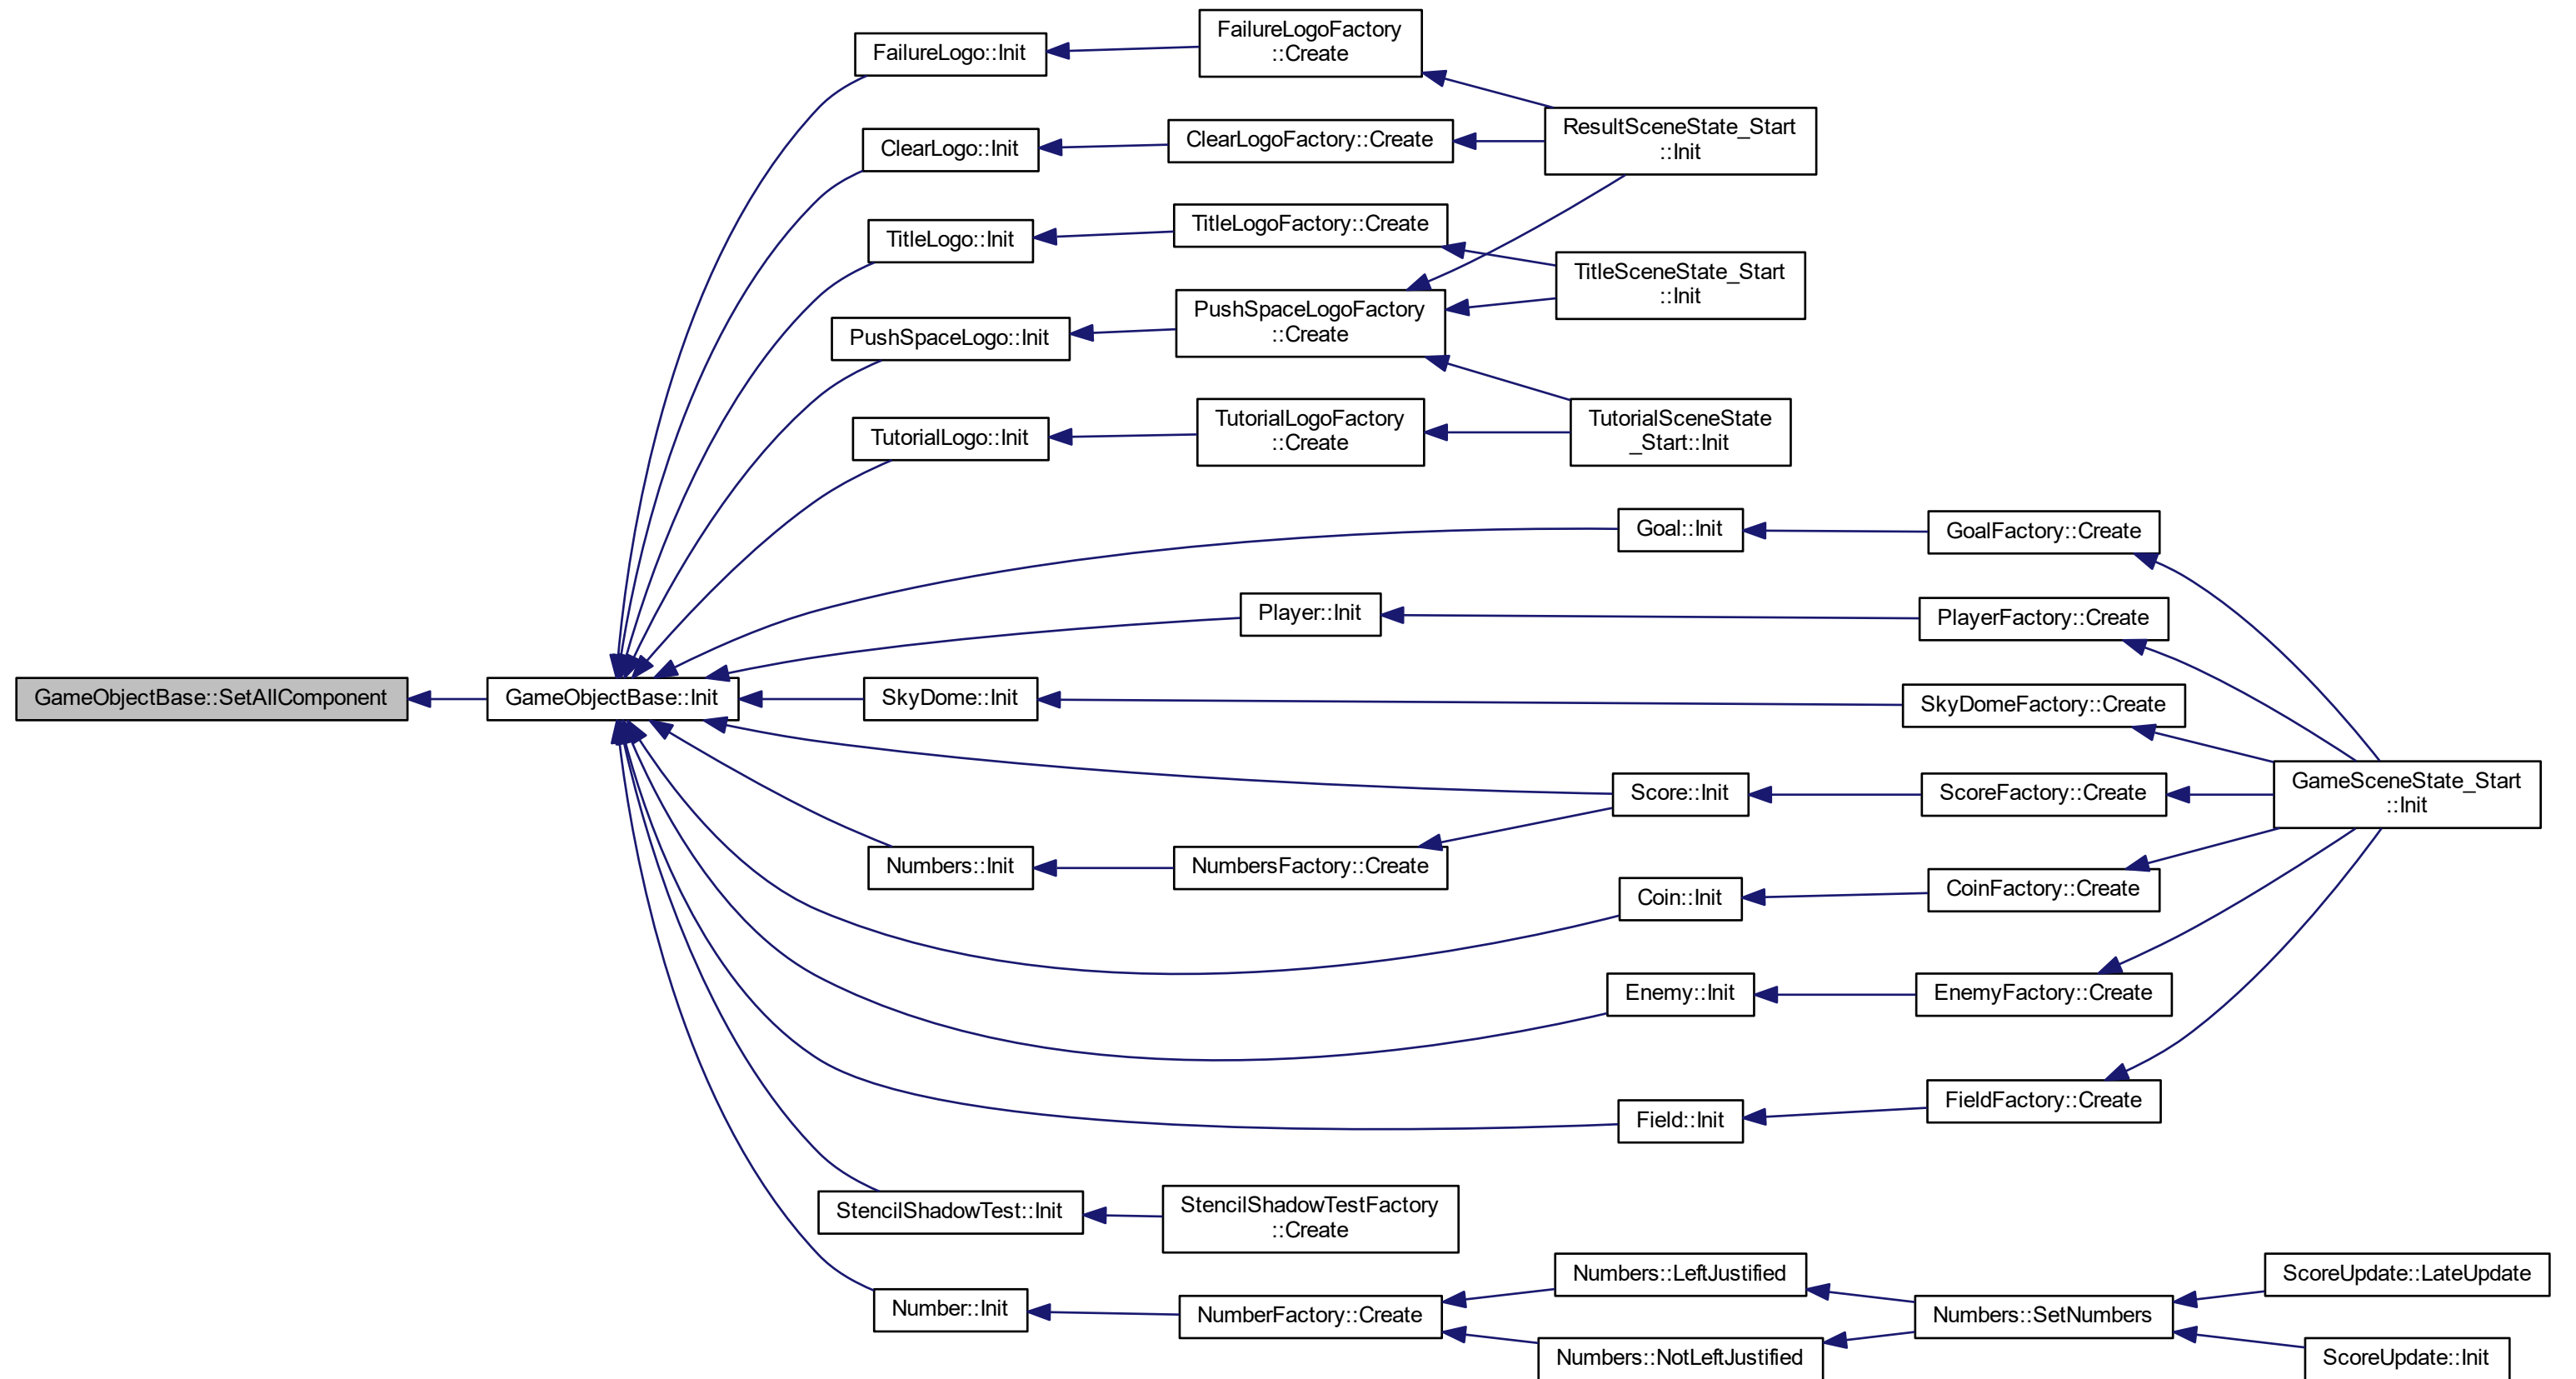 FailureLogo::Init
FailureLogoFactory
::Create
ClearLogo::Init
ClearLogoFactory::Create
ResultSceneState_Start
::Init
TitleLogo::Init
TitleLogoFactory::Create
TitleSceneState_Start
::Init
PushSpaceLogo::Init
PushSpaceLogoFactory
::Create
TutorialLogo::Init
TutorialLogoFactory
::Create
TutorialSceneState
_Start::Init
Goal::Init
GoalFactory::Create
Player::Init
PlayerFactory::Create
GameObjectBase::SetAllComponent
GameObjectBase::Init
SkyDome::Init
SkyDomeFactory::Create
Score::Init
ScoreFactory::Create
GameSceneState_Start
::Init
Numbers::Init
NumbersFactory::Create
Coin::Init
CoinFactory::Create
Enemy::Init
EnemyFactory::Create
Field::Init
FieldFactory::Create
StencilShadowTest::Init
StencilShadowTestFactory
::Create
Number::Init
NumberFactory::Create
Numbers::LeftJustified
Numbers::NotLeftJustified
Numbers::SetNumbers
ScoreUpdate::LateUpdate
ScoreUpdate::Init